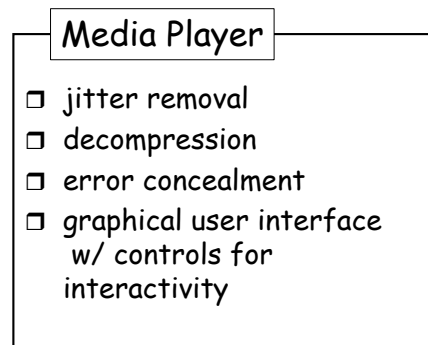 Media Player
❒ jitter removal
❒ decompression
❒ error concealment
❒ graphical user interface
w/ controls for
interactivity